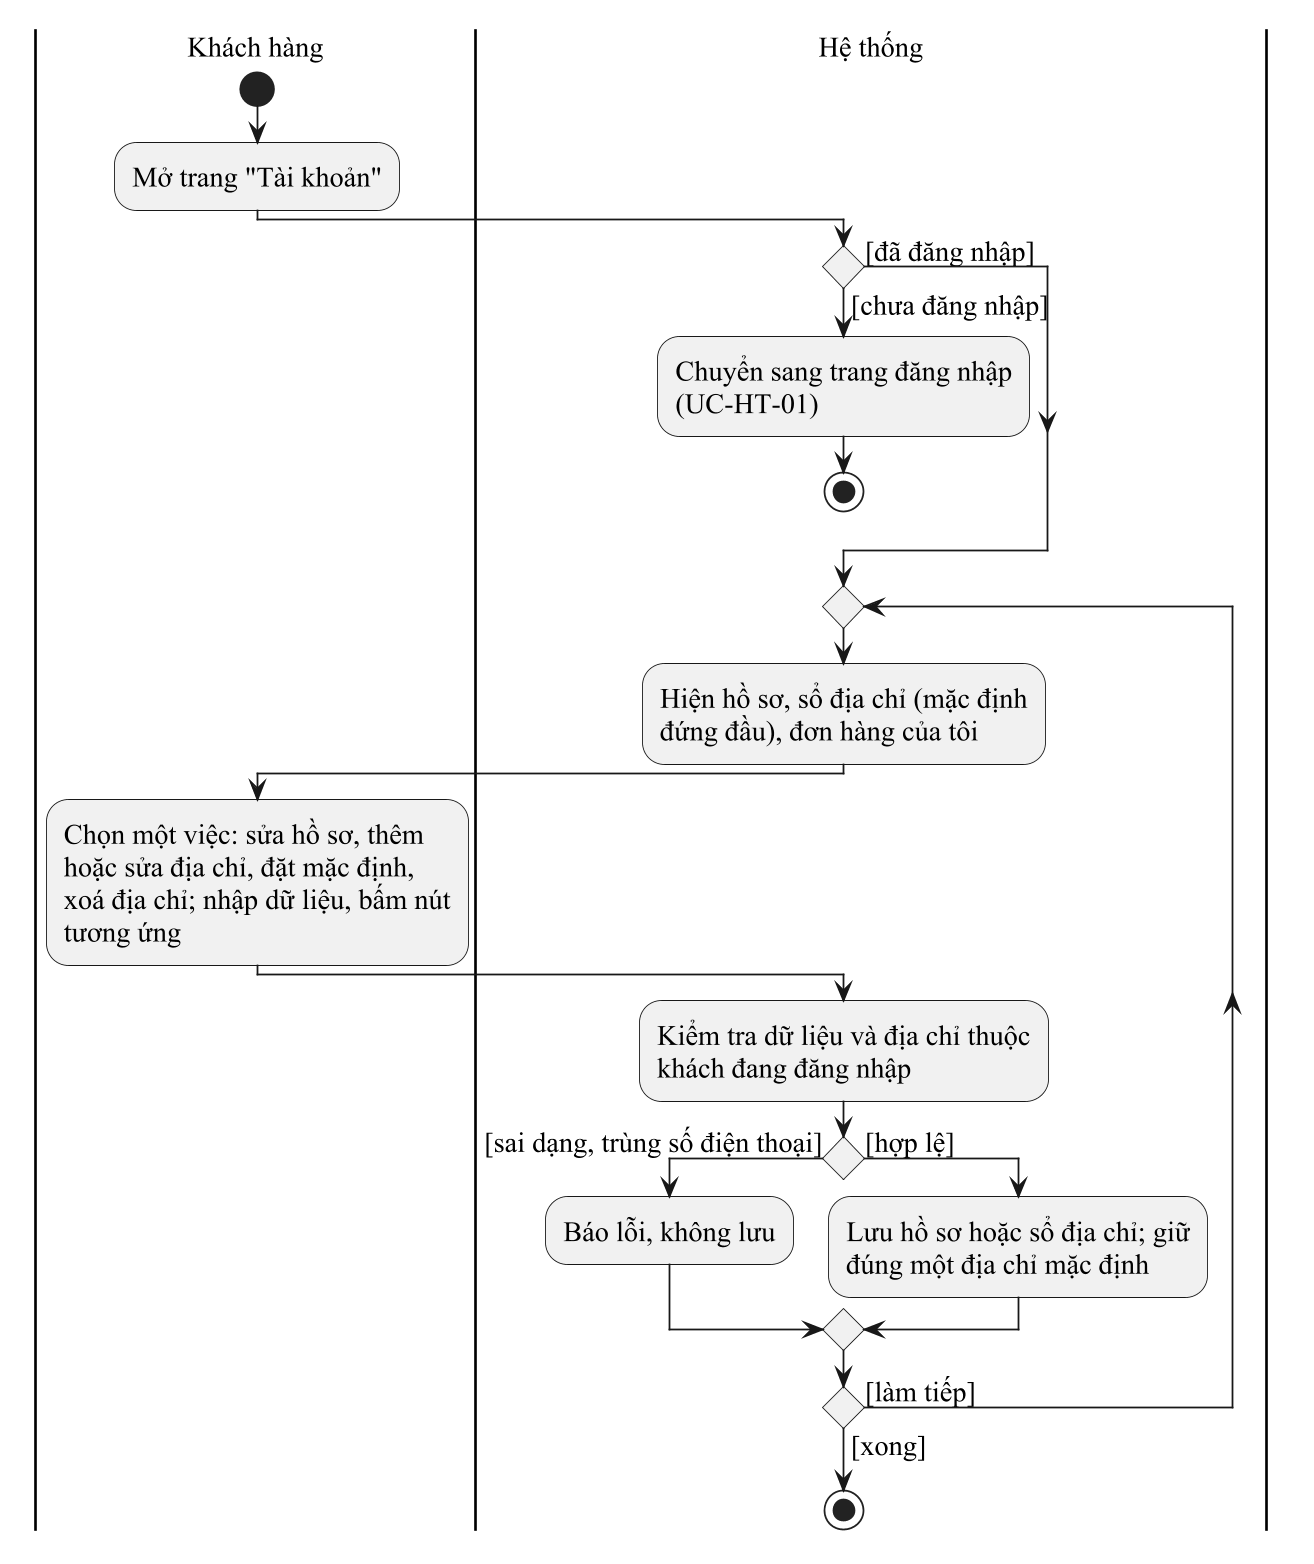 Khách hàng
Hệ thống
Mở trang "Tài khoản"
[đã đăng nhập]
[chưa đăng nhập]
Chuyển sang trang đăng nhập
(UC-HT-01)
Hiện hồ sơ, sổ địa chỉ (mặc định
đứng đầu), đơn hàng của tôi
Chọn một việc: sửa hồ sơ, thêm
hoặc sửa địa chỉ, đặt mặc định,
xoá địa chỉ; nhập dữ liệu, bấm nút
tương ứng
Kiểm tra dữ liệu và địa chỉ thuộc
khách đang đăng nhập
[sai dạng, trùng số điện thoại]
[hợp lệ]
Báo lỗi, không lưu
Lưu hồ sơ hoặc sổ địa chỉ; giữ
đúng một địa chỉ mặc định
[làm tiếp]
[xong]